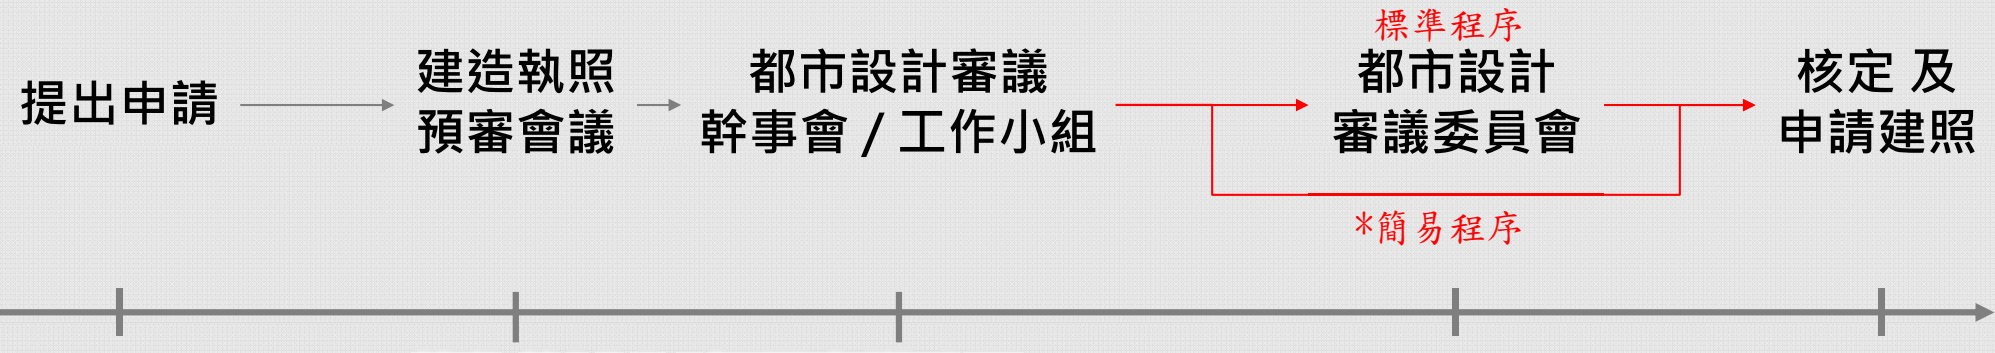 提出申請
建造執照
預審會議
都市設計審議
幹事會 / 工作小組
標準程序
都市設計
審議委員會
*簡易程序
核定 及
申請建照